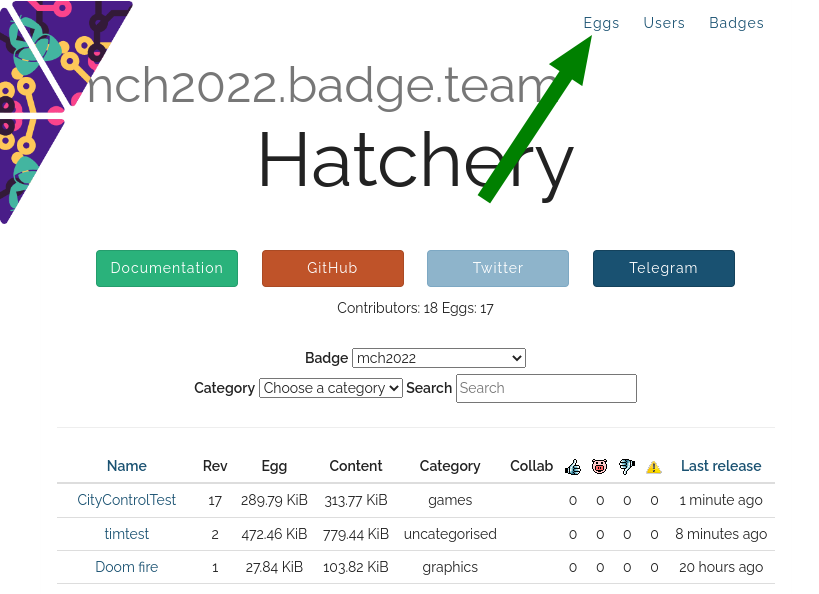 Eggs Users Badges
mch2022.badge.team
Hatchery
Documentation GitHub Twitter Telegram
Contributors: 18 Eggs: 17
Badge mch2022
Category Choose a category Search Search
Name Rev Egg Content Category Collab Last release
CityControlTest 17 289.79 KiB 313.77 KiB games 0 0 0 0 1 minute ago
timtest 2 472.46 KiB 779.44 KiB uncategorised 0 0 0 0 8 minutes ago
Doom fire 1 27.84 KiB 103.82 KiB graphics 0 0 0 0 20 hours ago